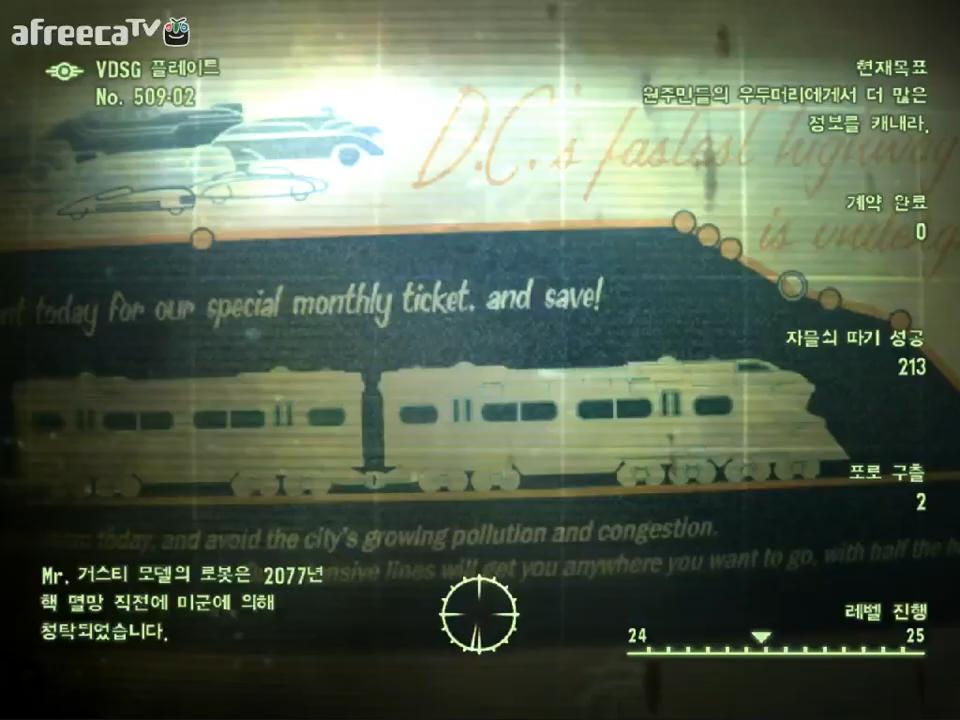 afreecaTV
VDSG 플레이트
No. 509-02
현재목표
원주민들의 우두머리에게서 더 많은
정보를 캐내라.
D.C.'s fastest highway
is
계약 완료
0
today for our special monthly ticket. and save!
자물쇠 따기 성공
213
포로 구출
2
today, and avoid the city's growing pollution and congestion.
lines will get you anywhere you want to go, with half the
Mr. 거스티 모델의 로봇은 2077년
핵 멸망 직전에 미군에 의해
청탁되었습니다.
레벨 진행
24
25